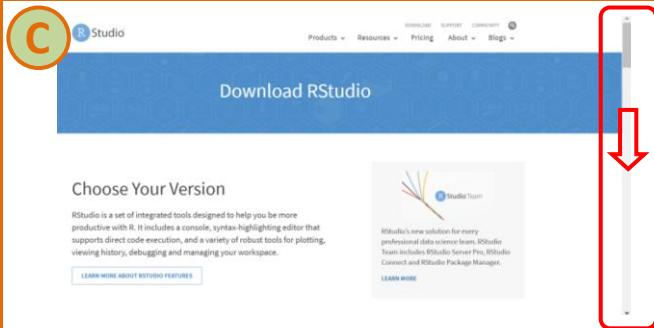 C
R Studio
DOWNLOAD SUPPORT COMMUNITY
Products Resources Pricing About Blogs
Download RStudio
Choose Your Version
RStudio is a set of integrated tools designed to help you be more
productive with R. It includes a console, syntax-highlighting editor that
supports direct code execution, and a variety of robust tools for plotting,
viewing history, debugging and managing your workspace.
LEARN MORE ABOUT RSTUDIO FEATURES
R Studio Team
RStudio's new solution for every
professional data science team. RStudio
Team includes RStudio Server Pro, RStudio
Connect and RStudio Package Manager.
LEARN MORE